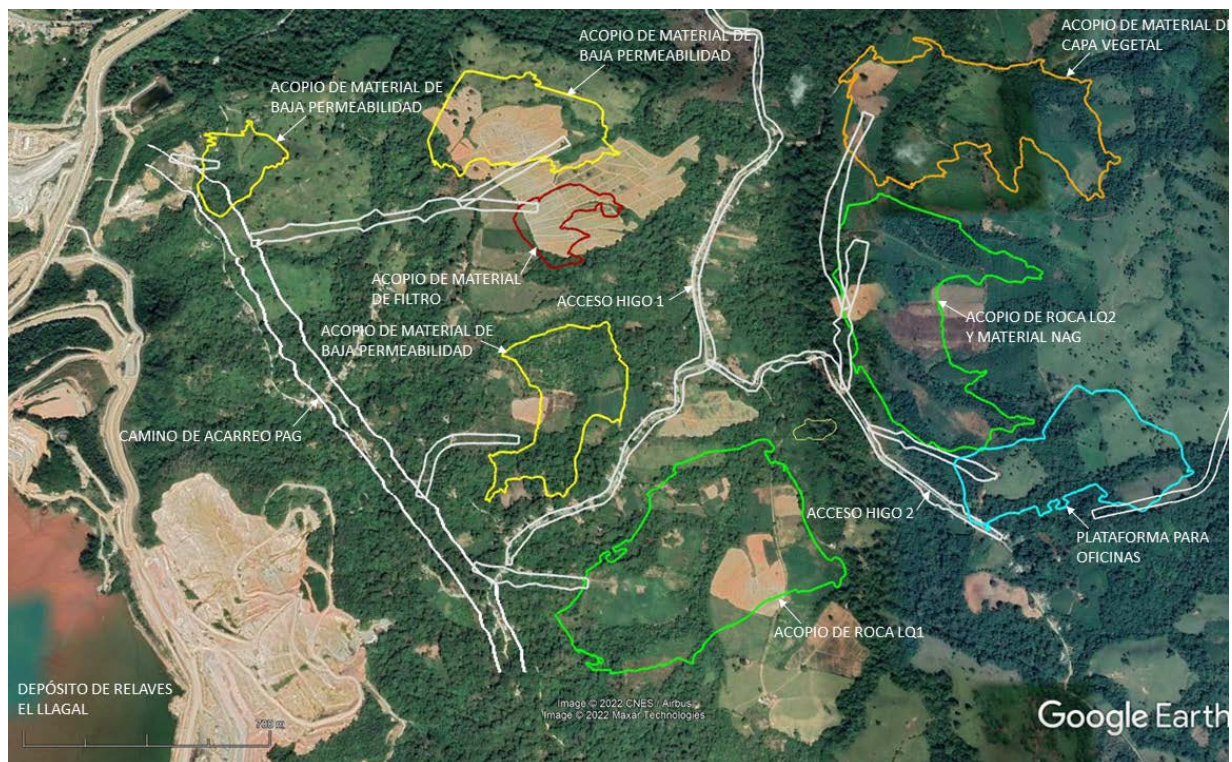 ACOPIO DE MATERIAL DE
CAPA VEGETAL
ACOPIO DE MATERIAL DE
BAJA PERMEABILIDAD
ACOPIO DE MATERIAL DE
BAJA PERMEABILIDAD
ACOPIO DE MATERIAL
DE FILTRO
ACCESO HIGO 1
ACOPIO DE ROCA LQ2
Y MATERIAL NAG
ACOPIO DE MATERIAL DE
BAJA PERMEABILIDAD
CAMINO DE ACARREO PAG
ACCESO HIGO 2
PLATAFORMA PARA
OFICINAS
ACOPIO DE ROCA LQ1
DEPÓSITO DE RELAVES
EL LLAGAL
Image © 2022 CNES / Airbus
Image © 2022 Maxar Technologies
Google Earth